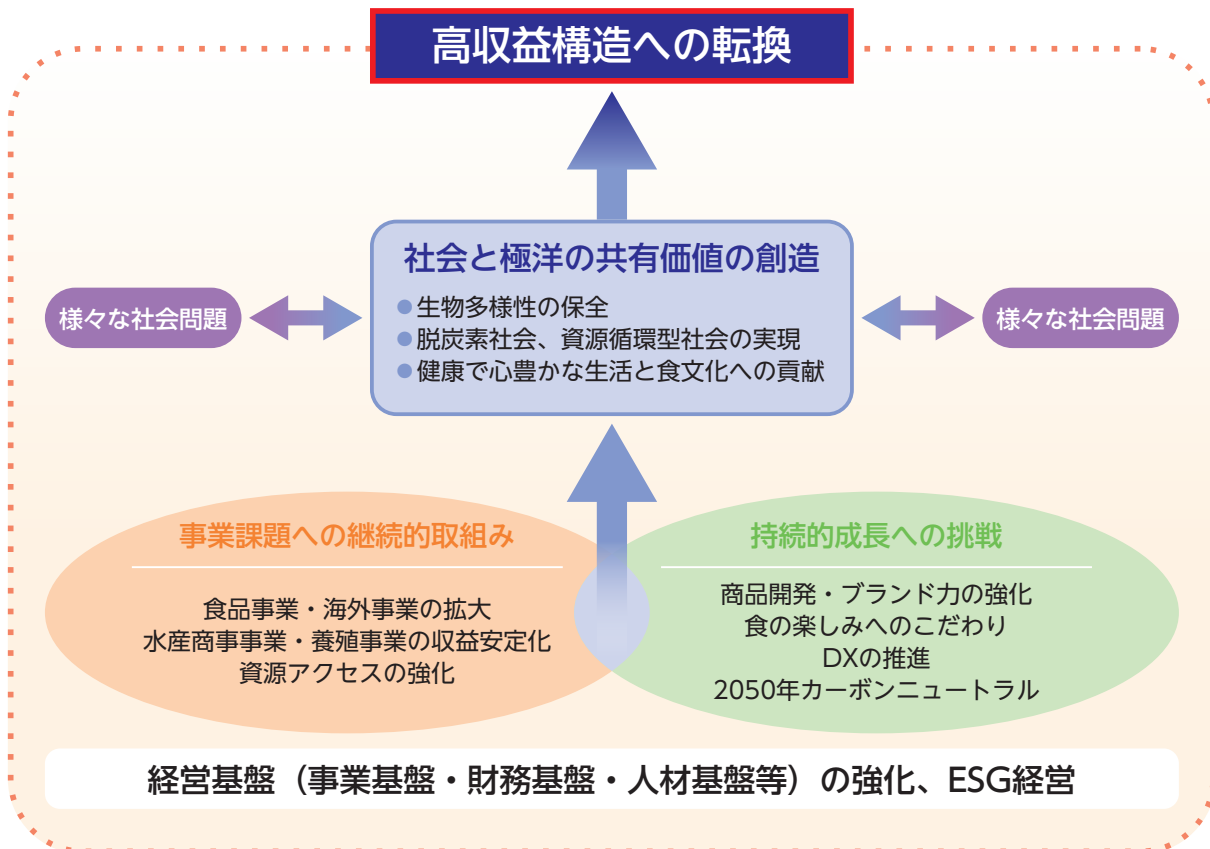 高収益構造への転換
社会と極洋の共有価値の創造
●生物多様性の保全
●脱炭素社会、資源循環型社会の実現
●健康で心豊かな生活と食文化への貢献
様々な社会問題
様々な社会問題
事業課題への継続的取組み
食品事業・海外事業の拡大
水産商事事業・養殖事業の収益安定化
資源アクセスの強化
持続的成長への挑戦
商品開発・ブランド力の強化
食の楽しみへのこだわり
DXの推進
2050年カーボンニュートラル
経営基盤（事業基盤・財務基盤・人材基盤等）の強化、ESG経営